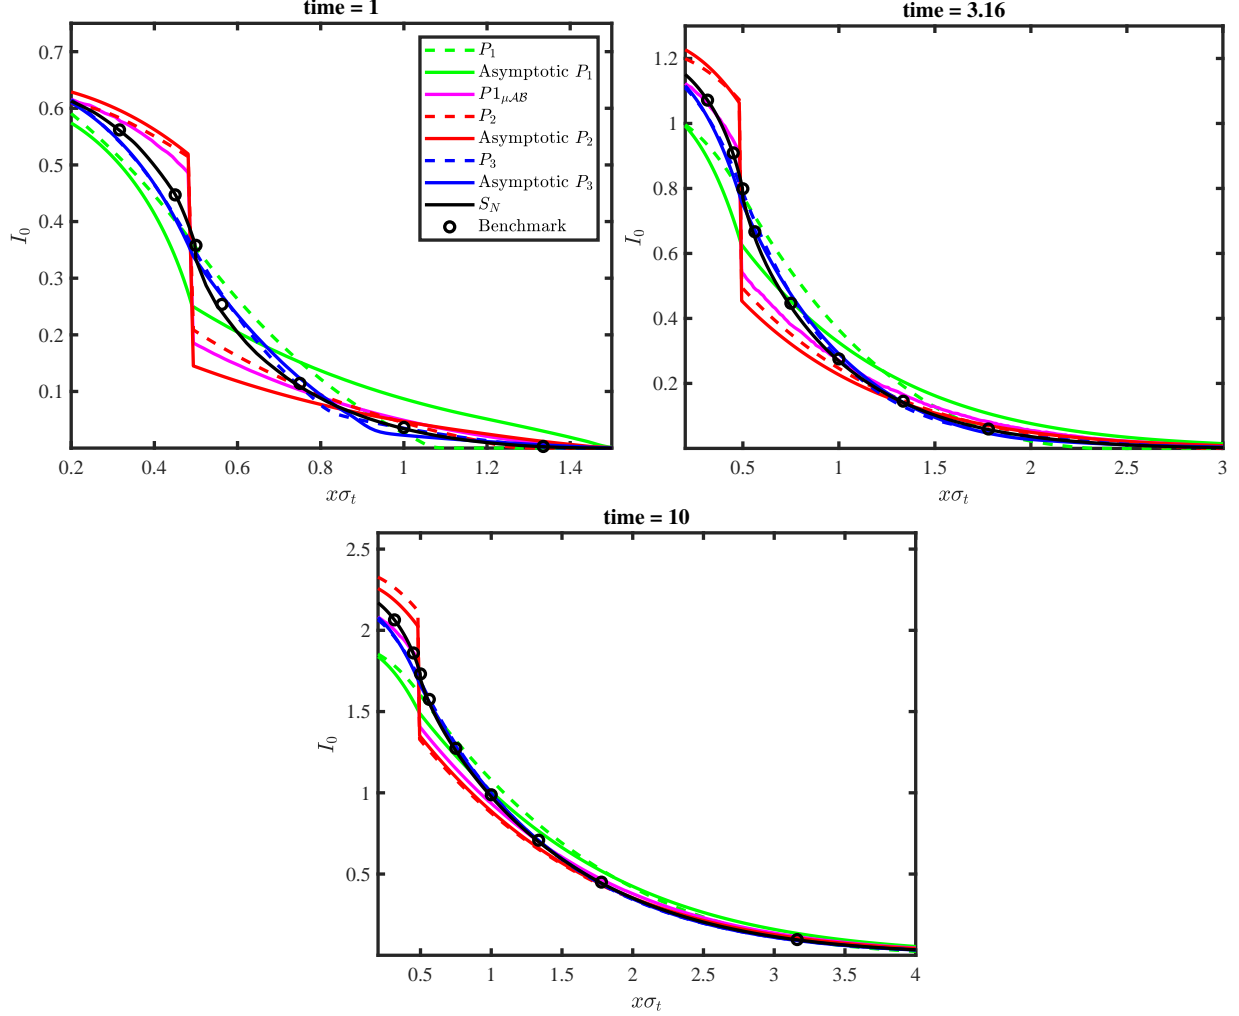 time = 1
0.7
0.6
0.5
0.4
0.3
0.2
0.1
I₀
0.2 0.4 0.6 0.8 1 1.2 1.4
xσₜ
P₁
Asymptotic P₁
P1_μAB
P₂
Asymptotic P₂
P₃
Asymptotic P₃
S_N
Benchmark
time = 3.16
1.2
1
0.8
0.6
0.4
0.2
I₀
0.5 1 1.5 2 2.5 3
xσₜ
time = 10
2.5
2
1.5
1
0.5
I₀
0.5 1 1.5 2 2.5 3 3.5 4
xσₜ